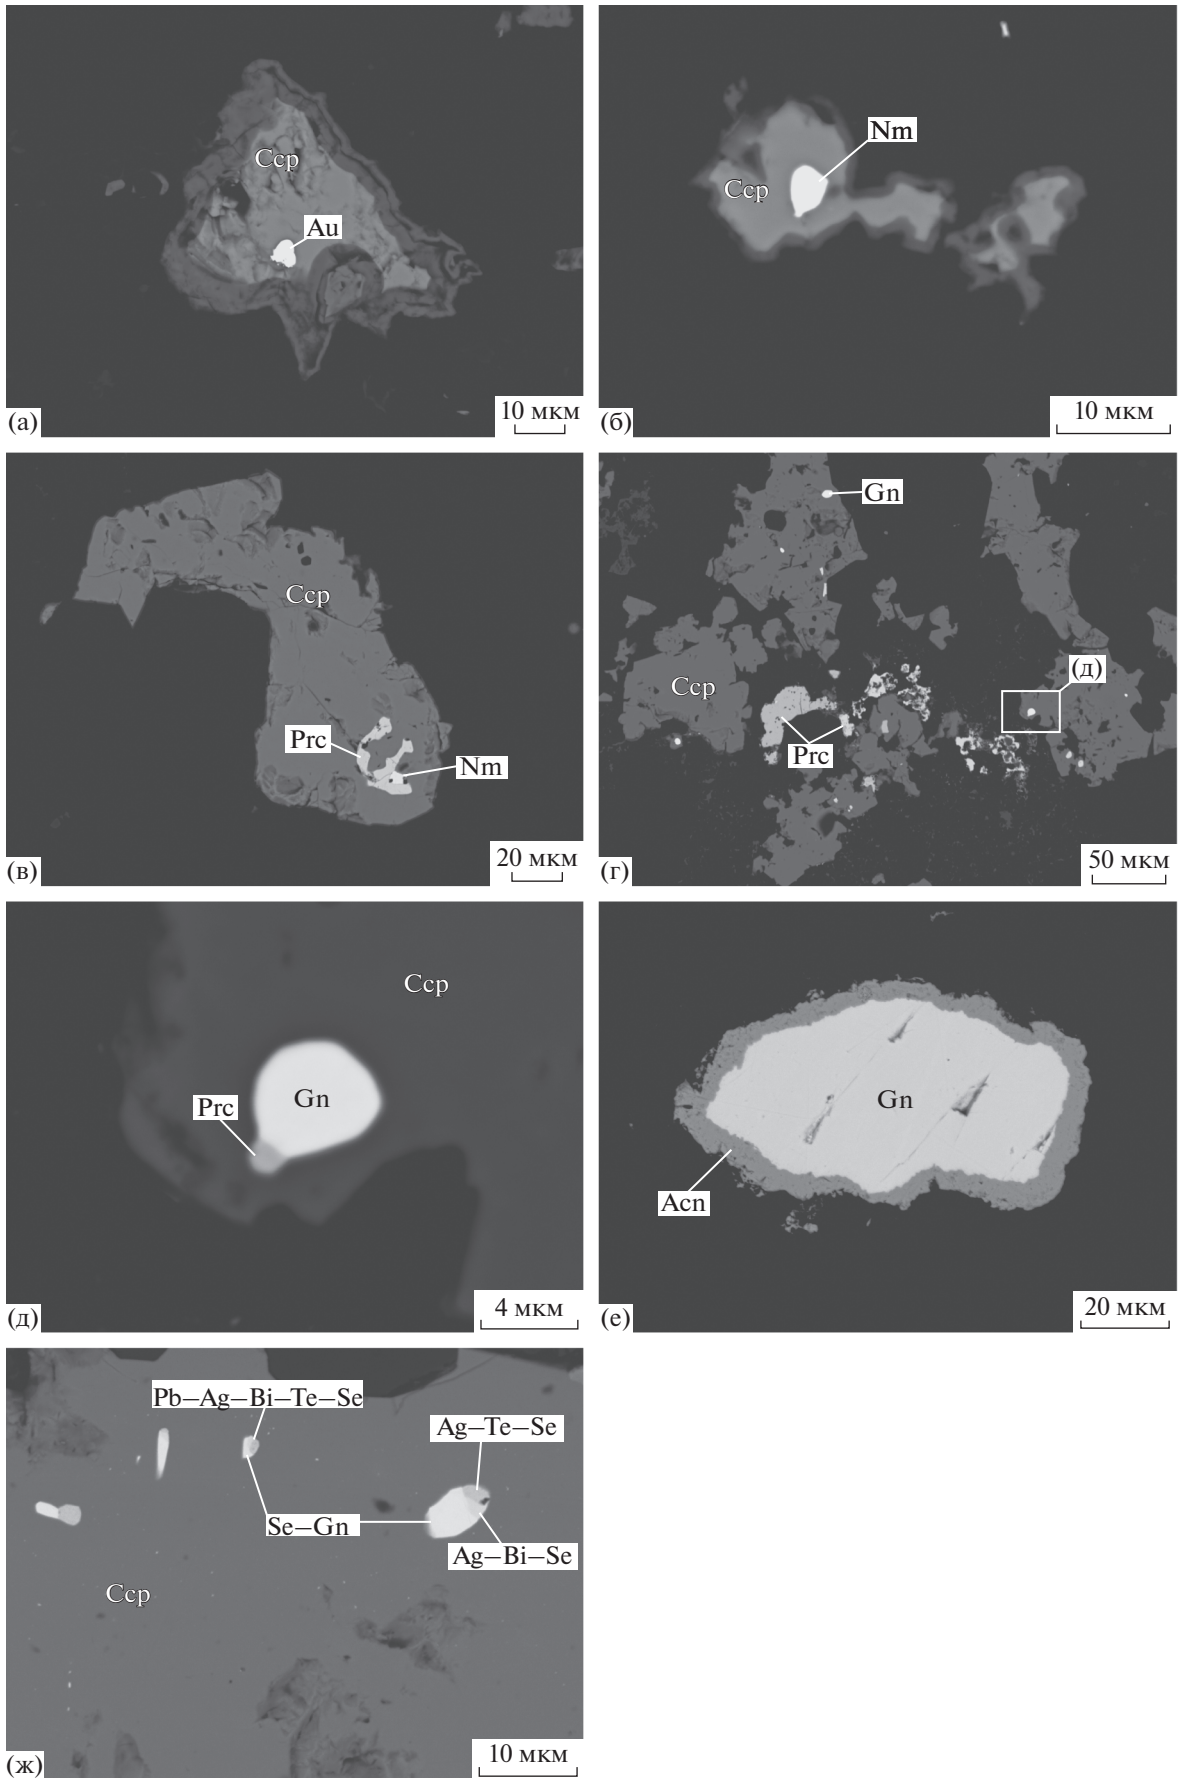 Ccp
Au
10 мкм
(а)
Nm
Ccp
10 мкм
(б)
Ccp
Prc
Nm
20 мкм
(в)
Gn
Ccp
(д)
Prc
50 мкм
(г)
Ccp
Gn
Prc
4 мкм
(д)
Gn
Acn
20 мкм
(е)
Pb–Ag–Bi–Te–Se
Ag–Te–Se
Se–Gn
Ag–Bi–Se
Ccp
10 мкм
(ж)